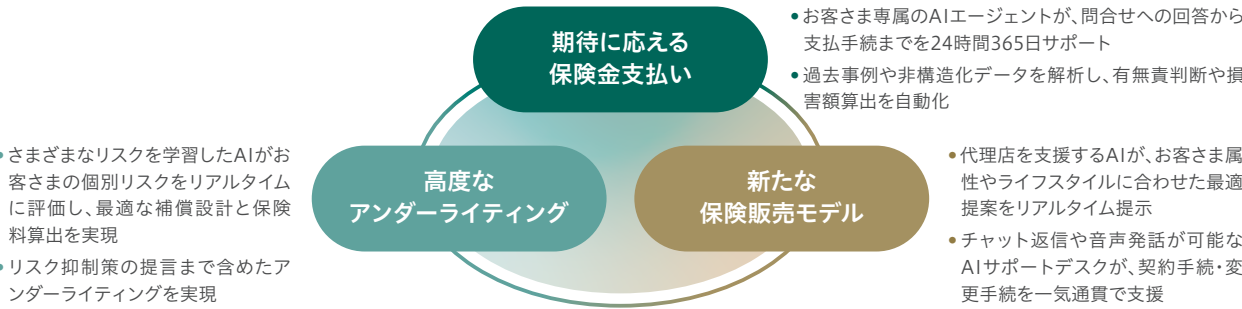 期待に応える
保険金支払い
• お客さま専属のAIエージェントが、問合せへの回答から
支払手続までを24時間365日サポート
• 過去事例や非構造化データを解析し、有無責判断や損
害額算出を自動化
• さまざまなリスクを学習したAIがお
客さまの個別リスクをリアルタイム
に評価し、最適な補償設計と保険
料算出を実現
• リスク抑制策の提言まで含めたア
ンダーライティングを実現
高度な
アンダーライティング
新たな
保険販売モデル
• 代理店を支援するAIが、お客さま属
性やライフスタイルに合わせた最適
提案をリアルタイム提示
• チャット返信や音声発話が可能な
AIサポートデスクが、契約手続・変
更手続を一気通貫で支援